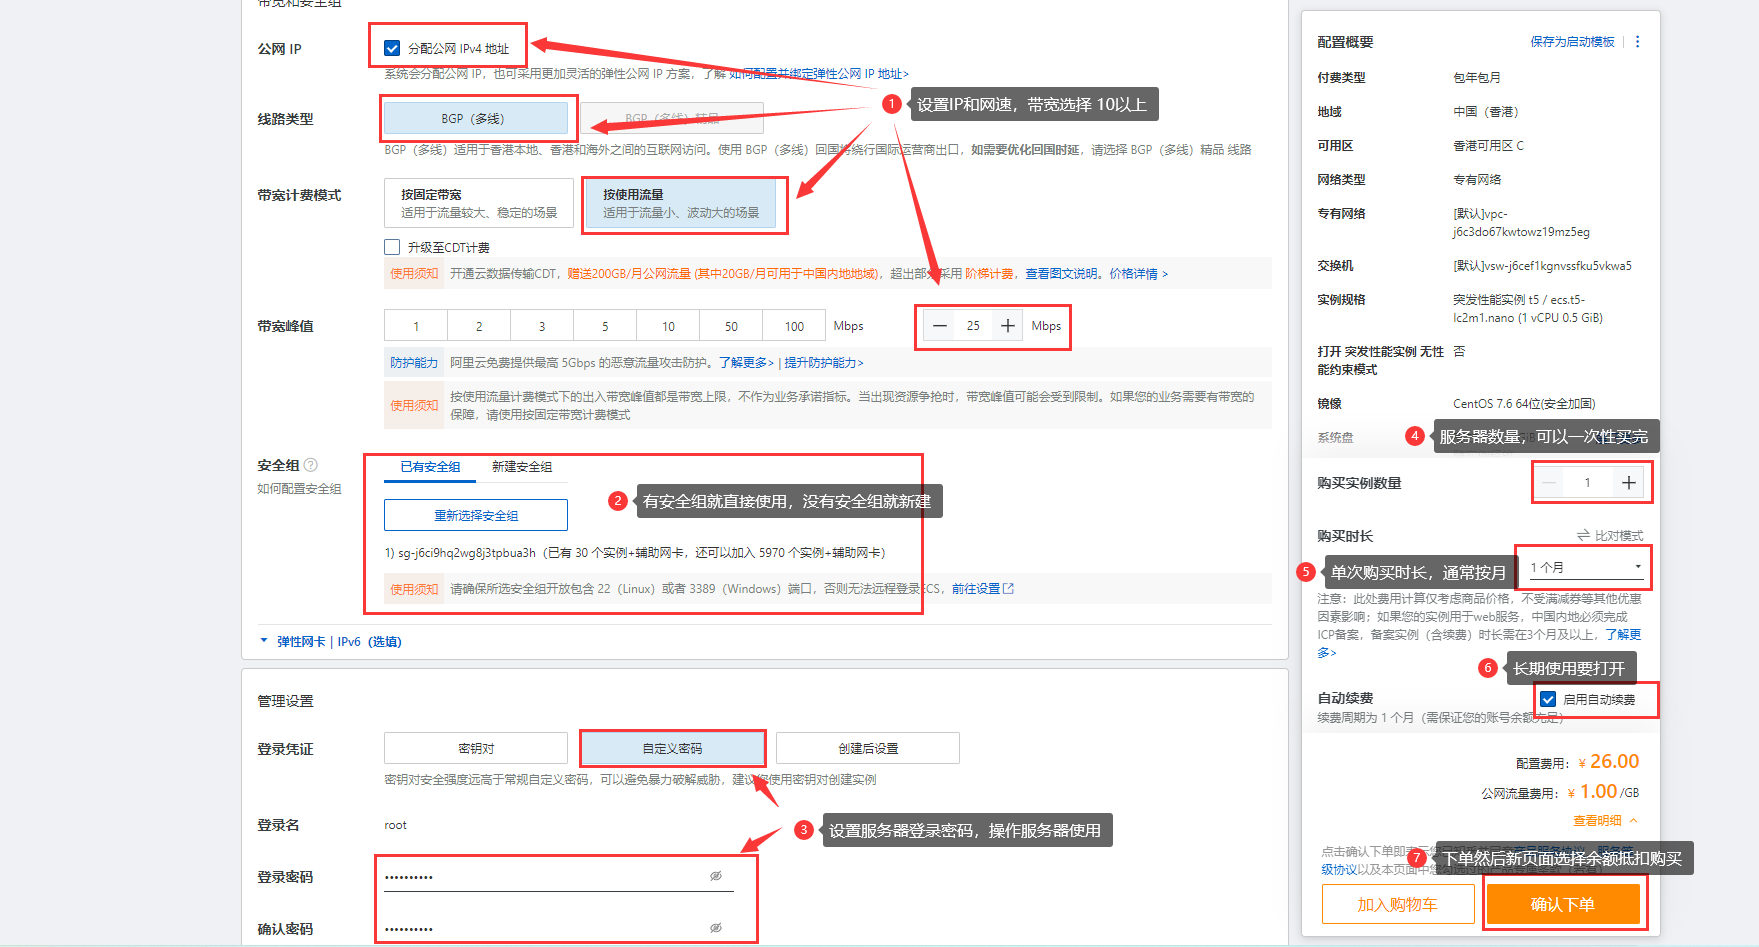 带宽和安全组
公网 IP
分配公网 IPv4 地址
系统会分配公网 IP，也可采用更加灵活的弹性公网 IP 方案，了解 如何配置并绑定弹性公网 IP 地址>
1 设置IP和网速，带宽选择 10以上
线路类型
BGP（多线）
BGP（多线）精品
BGP（多线）适用于香港本地、香港和海外之间的互联网访问。使用 BGP（多线）回国将绕行国际运营商出口，如需要优化回国时延，请选择 BGP（多线）精品 线路
带宽计费模式
按固定带宽
适用于流量较大、稳定的场景
按使用流量
适用于流量小、波动大的场景
升级至CDT计费
使用须知 开通云数据传输CDT，赠送200GB/月公网流量 (其中20GB/月可用于中国内地地域)，超出部分采用 阶梯计费，查看图文说明。价格详情 >
带宽峰值
1 2 3 5 10 50 100 Mbps
— 25 + Mbps
防护能力 阿里云免费提供最高 5Gbps 的恶意流量攻击防护。了解更多> | 提升防护能力>
使用须知 按使用流量计费模式下的出入带宽峰值都是带宽上限，不作为业务承诺指标。当出现资源争抢时，带宽峰值可能会受到限制。如果您的业务需要有带宽的
保障，请使用按固定带宽计费模式
安全组
如何配置安全组
已有安全组 新建安全组
重新选择安全组
2 有安全组就直接使用，没有安全组就新建
1) sg-j6ci9hq2wg8j3tpbua3h（已有 30 个实例+辅助网卡，还可以加入 5970 个实例+辅助网卡）
使用须知 请确保所选安全组开放包含 22（Linux）或者 3389（Windows）端口，否则无法远程登录ECS，前往设置
弹性网卡 | IPv6（选填）
管理设置
登录凭证
密钥对 自定义密码 创建后设置
密钥对安全强度远高于常规自定义密码，可以避免暴力破解威胁，建议您使用密钥对创建实例
登录名 root
3 设置服务器登录密码，操作服务器使用
登录密码 ••••••••••
确认密码 ••••••••••
配置概要 保存为启动模板
付费类型 包年包月
地域 中国（香港）
可用区 香港可用区 C
网络类型 专有网络
专有网络 [默认]vpc-
j6c3do67kwtowz19mz5eg
交换机 [默认]vsw-j6cef1kgnvssfku5vkwa5
实例规格 突发性能实例 t5 / ecs.t5-
lc2m1.nano (1 vCPU 0.5 GiB)
打开 突发性能实例 无性 否
能约束模式
镜像 CentOS 7.6 64位(安全加固)
系统盘
4 服务器数量，可以一次性买完
购买实例数量 — 1 +
购买时长 比对模式
5 单次购买时长，通常按月
1 个月
注意：此处费用计算仅考虑商品价格，不受满减券等其他优惠
因素影响；如果您的实例用于web服务，中国内地必须完成
ICP备案，备案实例（含续费）时长需在3个月及以上，了解更
多>
6 长期使用要打开
自动续费 启用自动续费
续费周期为 1 个月（需保证您的账号余额充足）
配置费用：¥ 26.00
公网流量费用：¥ 1.00 /GB
查看明细
点击确认下单即表
7 下单然后新页面选择余额抵扣购买
级协议以及本页面中
加入购物车 确认下单